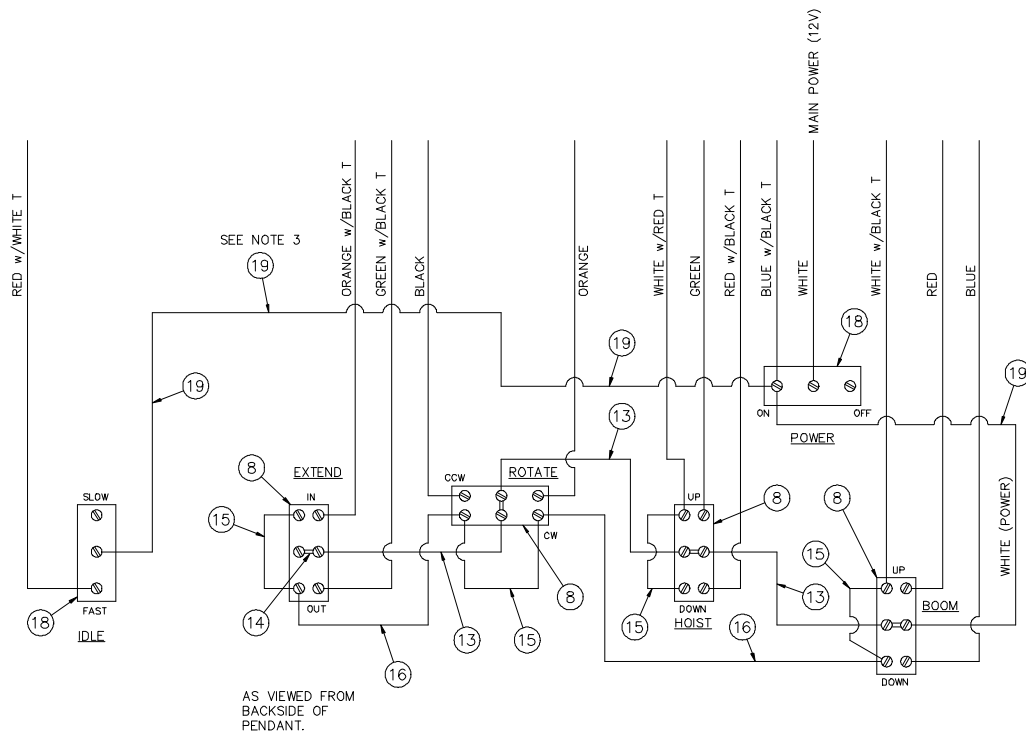 MAIN POWER (12V)
RED w/WHITE T
ORANGE w/BLACK T
GREEN w/BLACK T
BLACK
ORANGE
WHITE w/RED T
GREEN
RED w/BLACK T
BLUE w/BLACK T
WHITE
WHITE w/BLACK T
RED
BLUE
SEE NOTE 3
19
18
19
19
19
ON
OFF
POWER
13
8
EXTEND
CCW
ROTATE
IN
SLOW
UP
8
8
WHITE (POWER)
15
CW
UP
15
8
13
BOOM
OUT
FAST
DOWN
18
IDLE
14
13
15
15
HOIST
16
16
DOWN
AS VIEWED FROM
BACKSIDE OF
PENDANT.